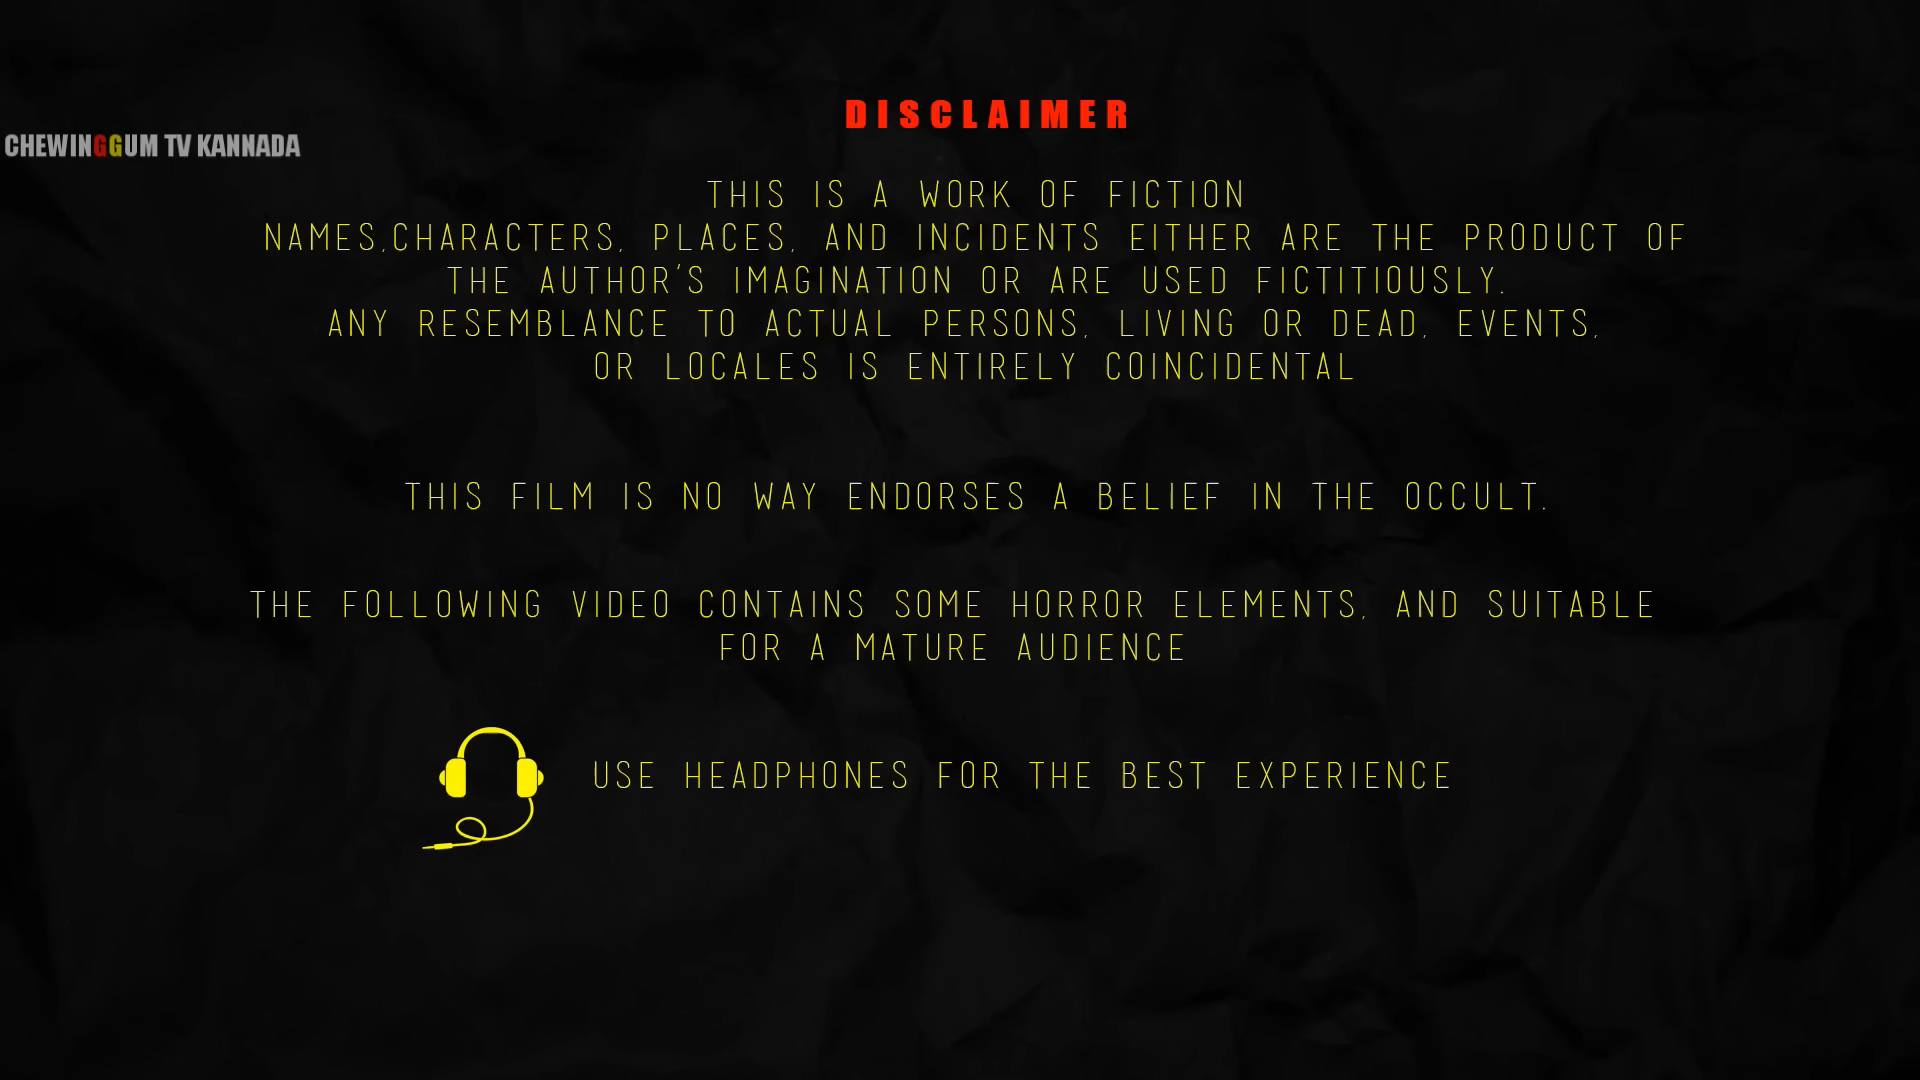 DISCLAIMER
CHEWINGGUM TV KANNADA
THIS IS A WORK OF FICTION
NAMES,CHARACTERS, PLACES, AND INCIDENTS EITHER ARE THE PRODUCT OF
THE AUTHOR'S IMAGINATION OR ARE USED FICTITIOUSLY.
ANY RESEMBLANCE TO ACTUAL PERSONS, LIVING OR DEAD, EVENTS,
OR LOCALES IS ENTIRELY COINCIDENTAL
THIS FILM IS NO WAY ENDORSES A BELIEF IN THE OCCULT.
THE FOLLOWING VIDEO CONTAINS SOME HORROR ELEMENTS, AND SUITABLE
FOR A MATURE AUDIENCE
USE HEADPHONES FOR THE BEST EXPERIENCE